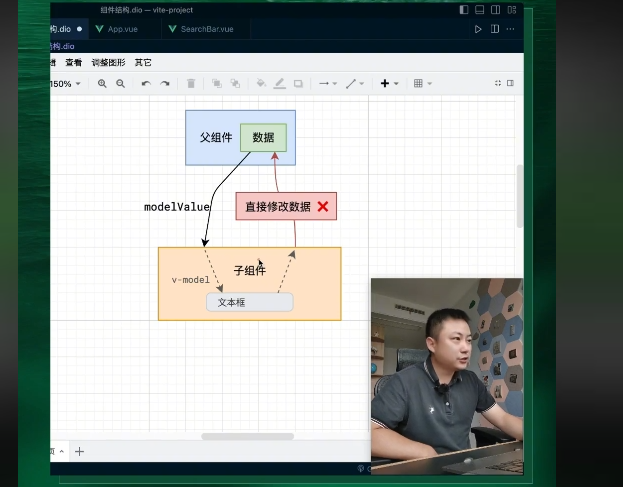 组件结构.dio — vite-project
构.dio
App.vue
SearchBar.vue
结构.dio
查看
调整图形
其它
150%
父组件
数据
modelValue
直接修改数据
v-model
子组件
文本框